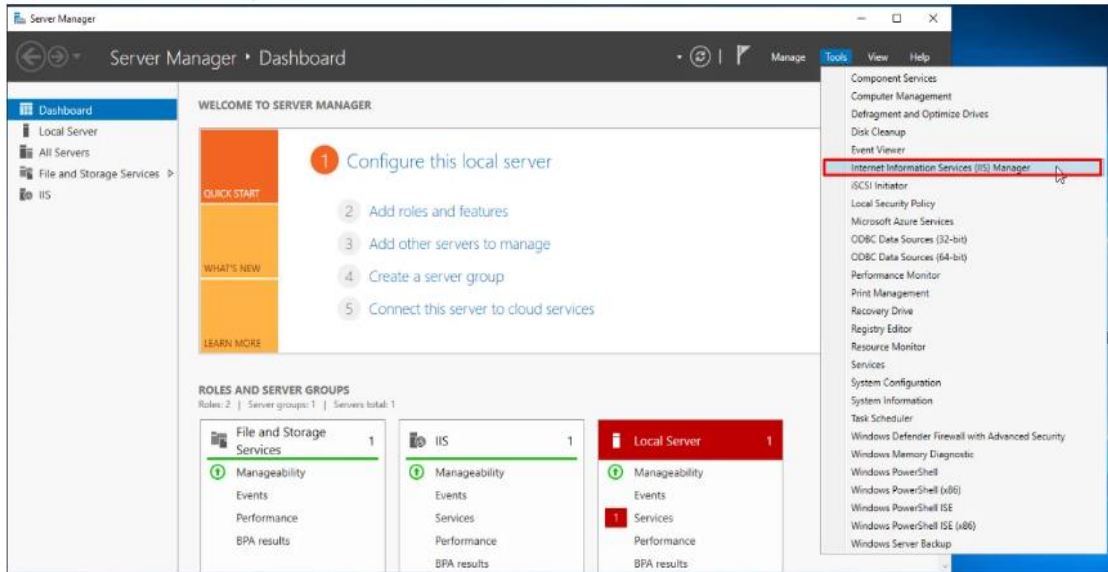 Server Manager
Server Manager • Dashboard
Manage Tools View Help
Dashboard
Local Server
All Servers
File and Storage Services
IIS
WELCOME TO SERVER MANAGER
QUICK START
WHAT'S NEW
LEARN MORE
1 Configure this local server
2 Add roles and features
3 Add other servers to manage
4 Create a server group
5 Connect this server to cloud services
ROLES AND SERVER GROUPS
Roles: 2 | Server groups: 1 | Servers total: 1
File and Storage Services 1
Manageability
Events
Performance
BPA results
IIS 1
Manageability
Events
Services
Performance
BPA results
Local Server 1
Manageability
Events
1 Services
Performance
BPA results
Component Services
Computer Management
Defragment and Optimize Drives
Disk Cleanup
Event Viewer
Internet Information Services (IIS) Manager
iSCSI Initiator
Local Security Policy
Microsoft Azure Services
ODBC Data Sources (32-bit)
ODBC Data Sources (64-bit)
Performance Monitor
Print Management
Recovery Drive
Registry Editor
Resource Monitor
Services
System Configuration
System Information
Task Scheduler
Windows Defender Firewall with Advanced Security
Windows Memory Diagnostic
Windows PowerShell
Windows PowerShell (x86)
Windows PowerShell ISE
Windows PowerShell ISE (x86)
Windows Server Backup